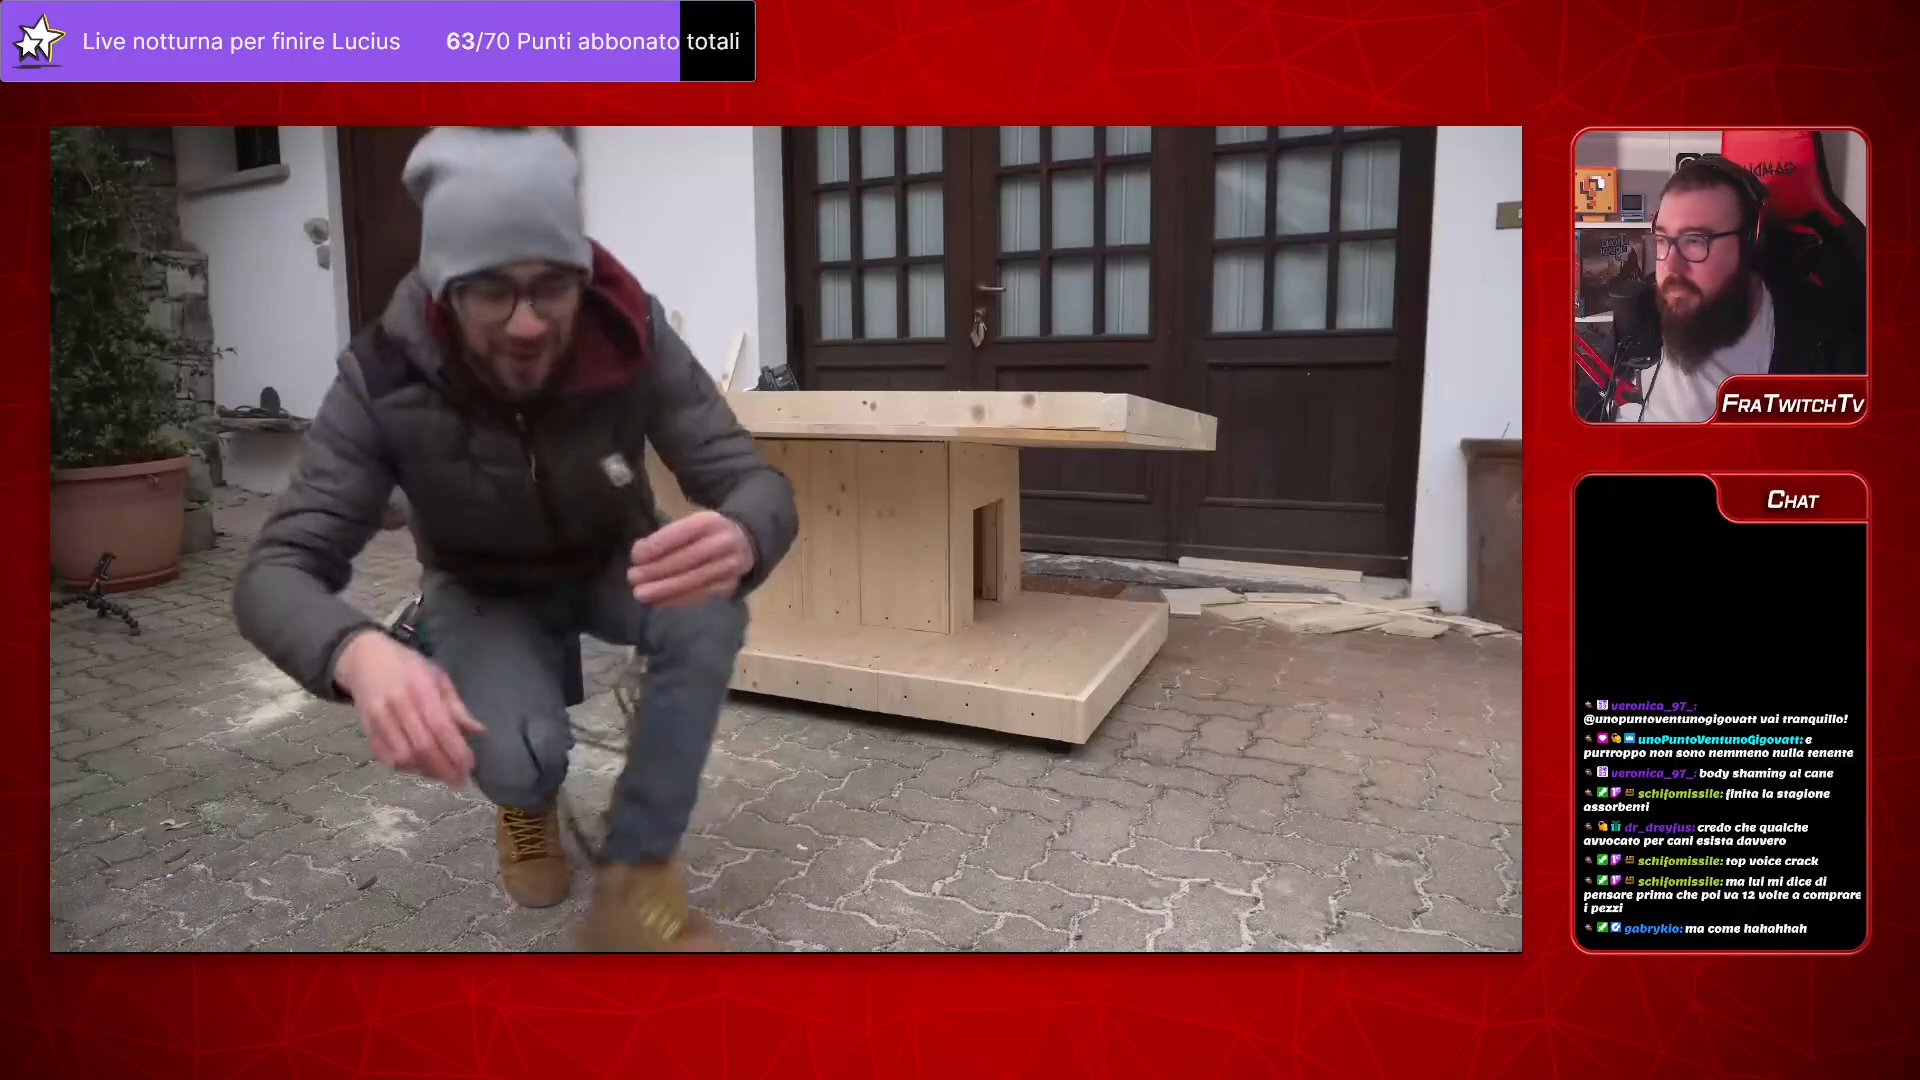 Live notturna per finire Lucius 63/70 Punti abbonato totali
FraTwitchTv
Chat
veronica_97_:
@unopuntoventunogigovatt vai tranquillo!
unoPuntoVentunoGigovatt: e
purtroppo non sono nemmeno nulla tenente
veronica_97_: body shaming al cane
schifomissile: finita la stagione
assorbenti
dr_dreyfus: credo che qualche
avvocato per cani esista davvero
schifomissile: top voice crack
schifomissile: ma lui mi dice di
pensare prima che poi va 12 volte a comprare
i pezzi
gabrykio: ma come hahahhah